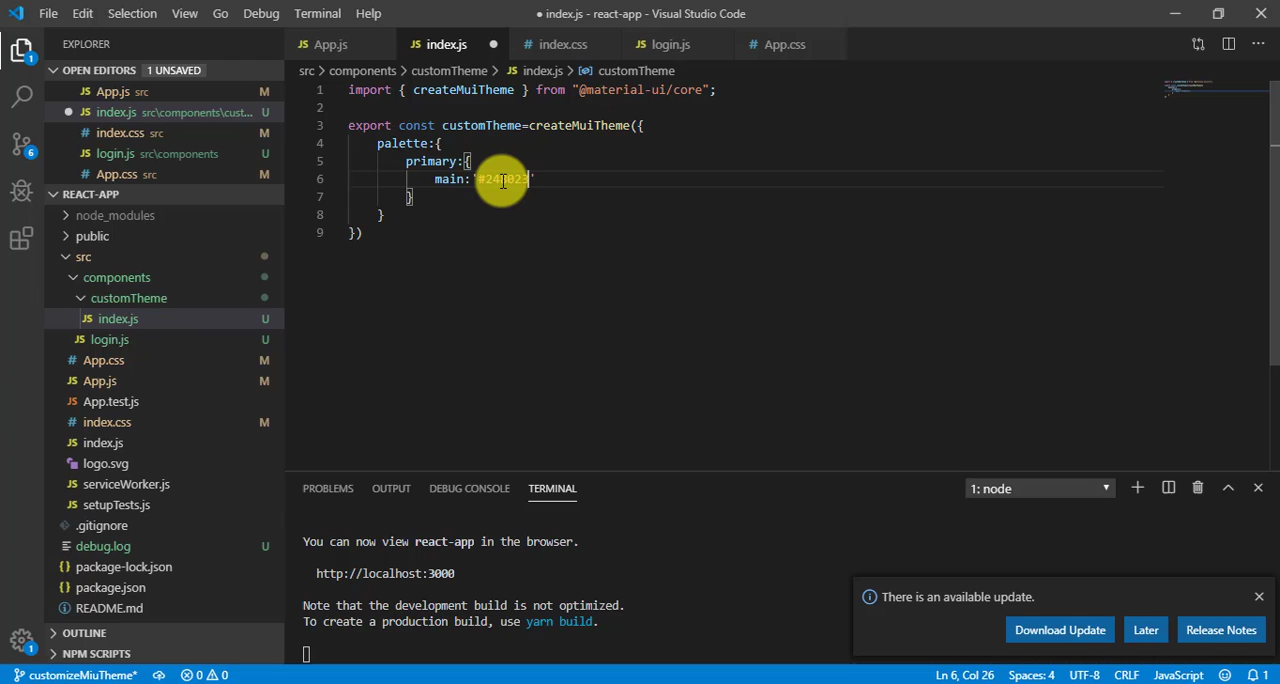 File Edit Selection View Go Debug Terminal Help
● index.js - react-app - Visual Studio Code
EXPLORER
OPEN EDITORS 1 UNSAVED
App.js src M
index.js src\components\cust... U
index.css src M
login.js src\components U
App.css src M
REACT-APP
node_modules
public
src
components
customTheme
index.js U
login.js U
App.css M
App.js M
App.test.js
index.css M
index.js
logo.svg
serviceWorker.js
setupTests.js
.gitignore
debug.log U
package-lock.json
package.json
README.md
OUTLINE
NPM SCRIPTS
App.js index.js ● index.css login.js App.css
src > components > customTheme > index.js > customTheme
1 import { createMuiTheme } from "@material-ui/core";
2
3 export const customTheme=createMuiTheme({
4 palette:{
5 primary:{
6 main:'
7 }
8 }
9 })
PROBLEMS OUTPUT DEBUG CONSOLE TERMINAL 1: node
You can now view react-app in the browser.
http://localhost:3000
Note that the development build is not optimized.
To create a production build, use yarn build.
There is an available update.
Download Update Later Release Notes
customizeMiuTheme* 0 0 Ln 6, Col 26 Spaces: 4 UTF-8 CRLF JavaScript 1